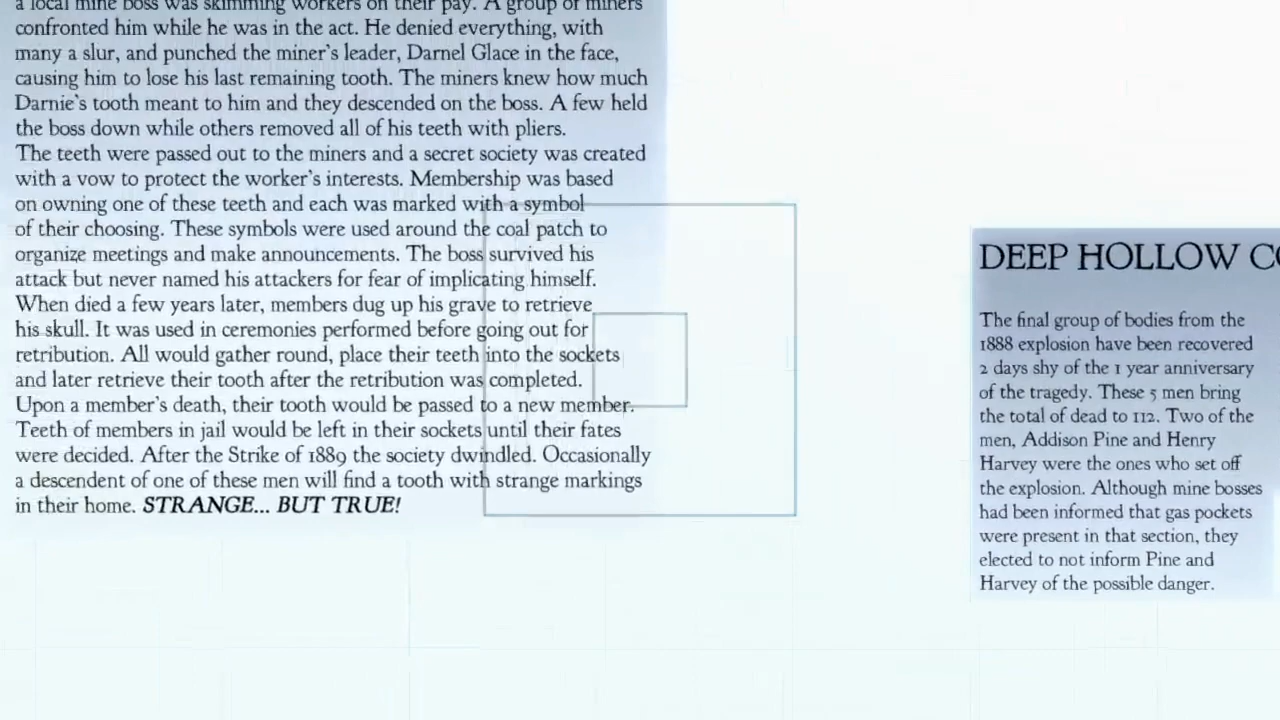 a local mine boss was skimming workers on their pay. A group of miners
confronted him while he was in the act. He denied everything, with
many a slur, and punched the miner's leader, Darnel Glace in the face,
causing him to lose his last remaining tooth. The miners knew how much
Darnie's tooth meant to him and they descended on the boss. A few held
the boss down while others removed all of his teeth with pliers.
The teeth were passed out to the miners and a secret society was created
with a vow to protect the worker's interests. Membership was based
on owning one of these teeth and each was marked with a symbol
of their choosing. These symbols were used around the coal patch to
organize meetings and make announcements. The boss survived his
attack but never named his attackers for fear of implicating himself.
When died a few years later, members dug up his grave to retrieve
his skull. It was used in ceremonies performed before going out for
retribution. All would gather round, place their teeth into the sockets
and later retrieve their tooth after the retribution was completed.
Upon a member's death, their tooth would be passed to a new member.
Teeth of members in jail would be left in their sockets until their fates
were decided. After the Strike of 1889 the society dwindled. Occasionally
a descendent of one of these men will find a tooth with strange markings
in their home. STRANGE... BUT TRUE!
DEEP HOLLOW
The final group of bodies from the
1888 explosion have been recovered
2 days shy of the 1 year anniversary
of the tragedy. These 5 men bring
the total of dead to 112. Two of the
men, Addison Pine and Henry
Harvey were the ones who set off
the explosion. Although mine bosses
had been informed that gas pockets
were present in that section, they
elected to not inform Pine and
Harvey of the possible danger.